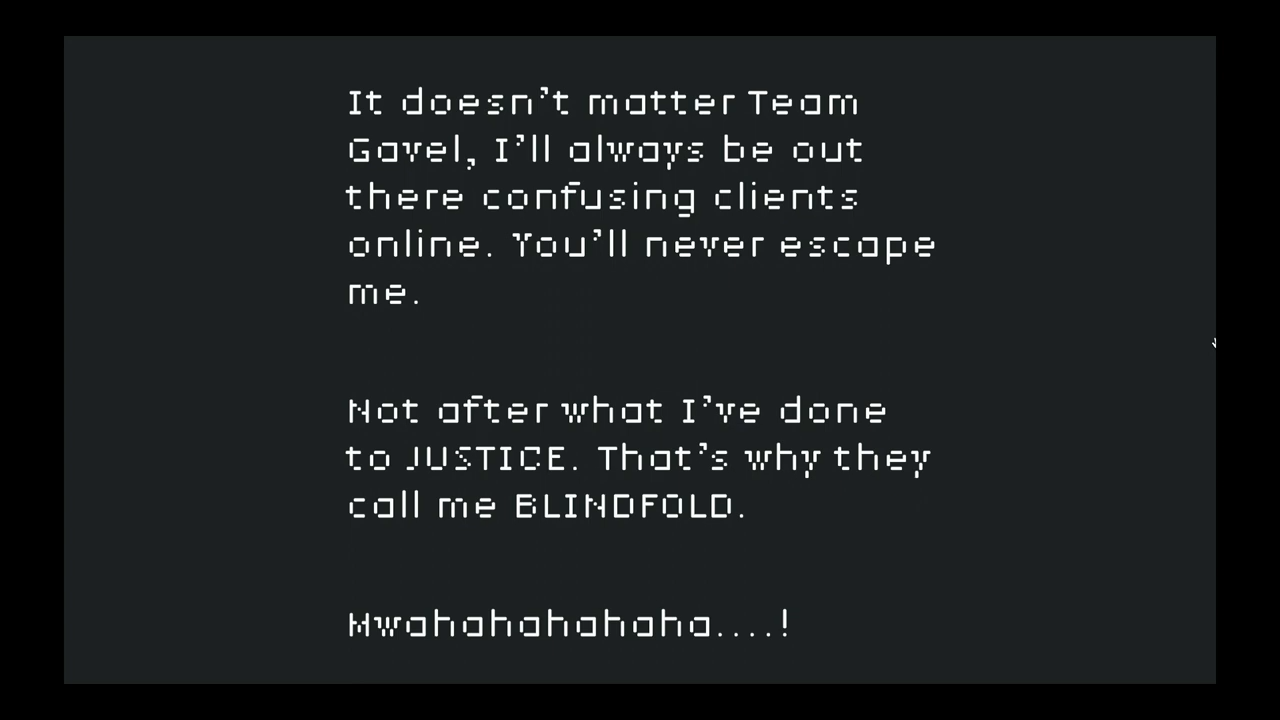 It doesn't matter Team
Gavel, I'll always be out
there confusing clients
online. You'll never escape
me.
Not after what I've done
to JUSTICE. That's why they
call me BLINDFOLD.
Mwahahahahaha....!